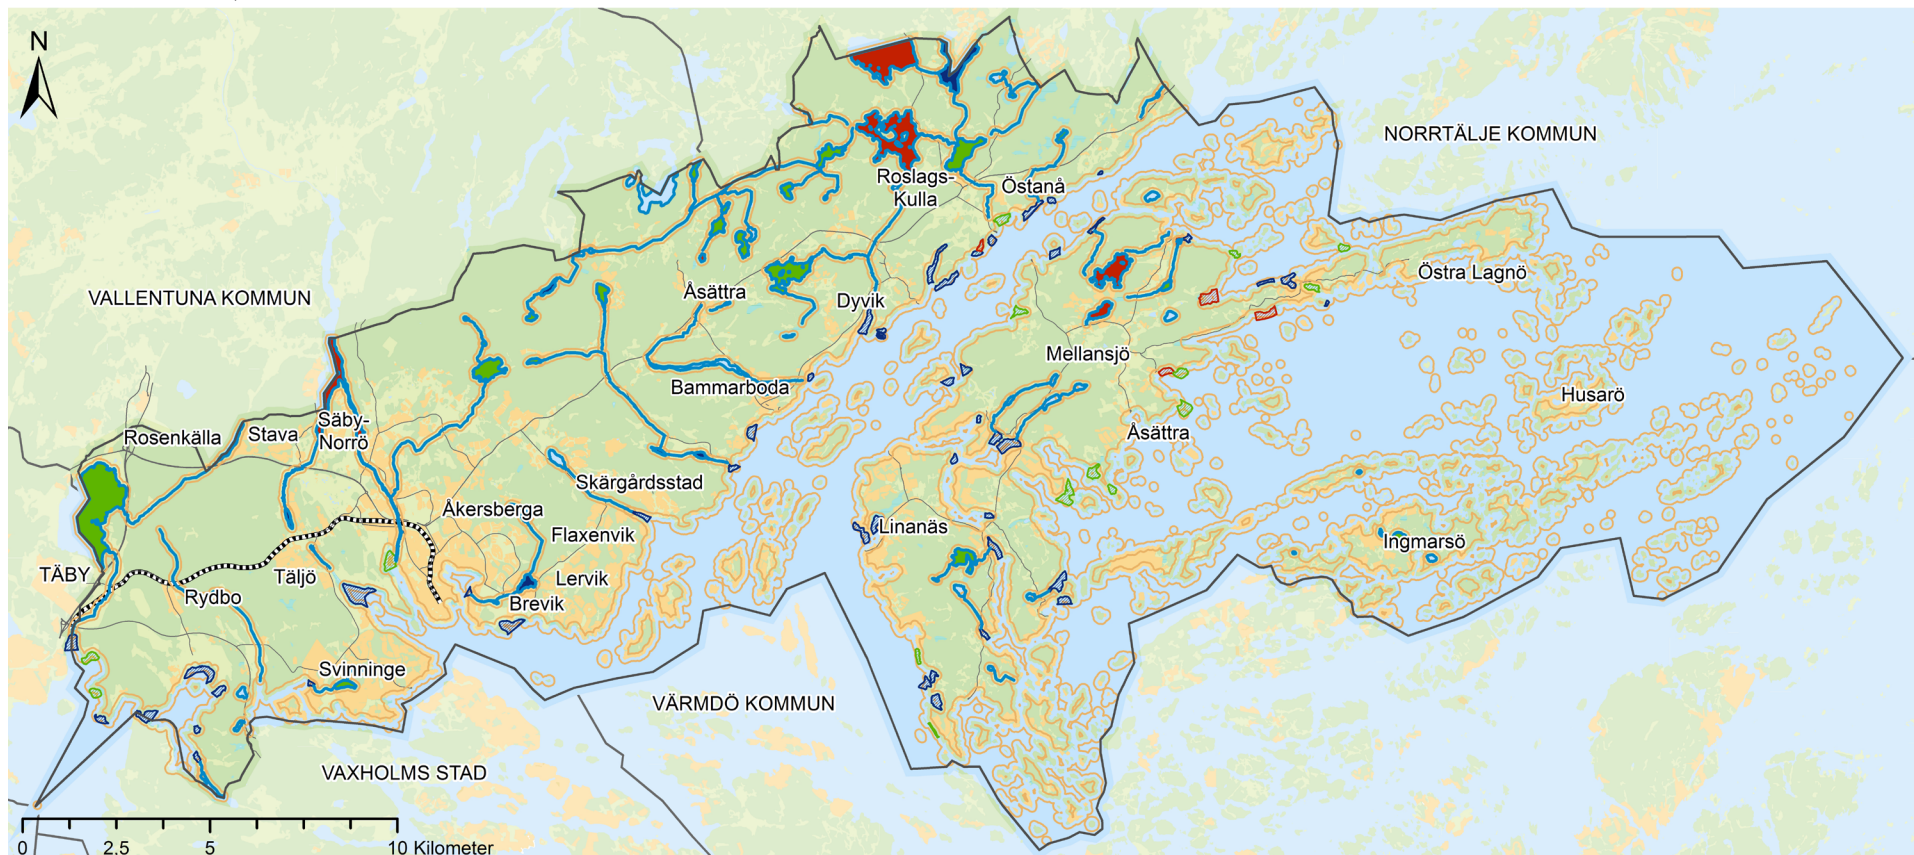 N
NORRTÄLJE KOMMUN
Roslags-
Kulla
Östanå
Östra Lagnö
VALLENTUNA KOMMUN
Åsättra
Dyvik
Mellansjö
Bammarboda
Husarö
Rosenkälla
Stava
Säby-
Norrö
Åsättra
Skärgårdsstad
Åkersberga
Flaxenvik
Linanäs
Ingmarsö
TÄBY
Täljö
Lervik
Rydbo
Brevik
Svinninge
VÄRMDÖ KOMMUN
VAXHOLMS STAD
0 2,5 5 10 Kilometer